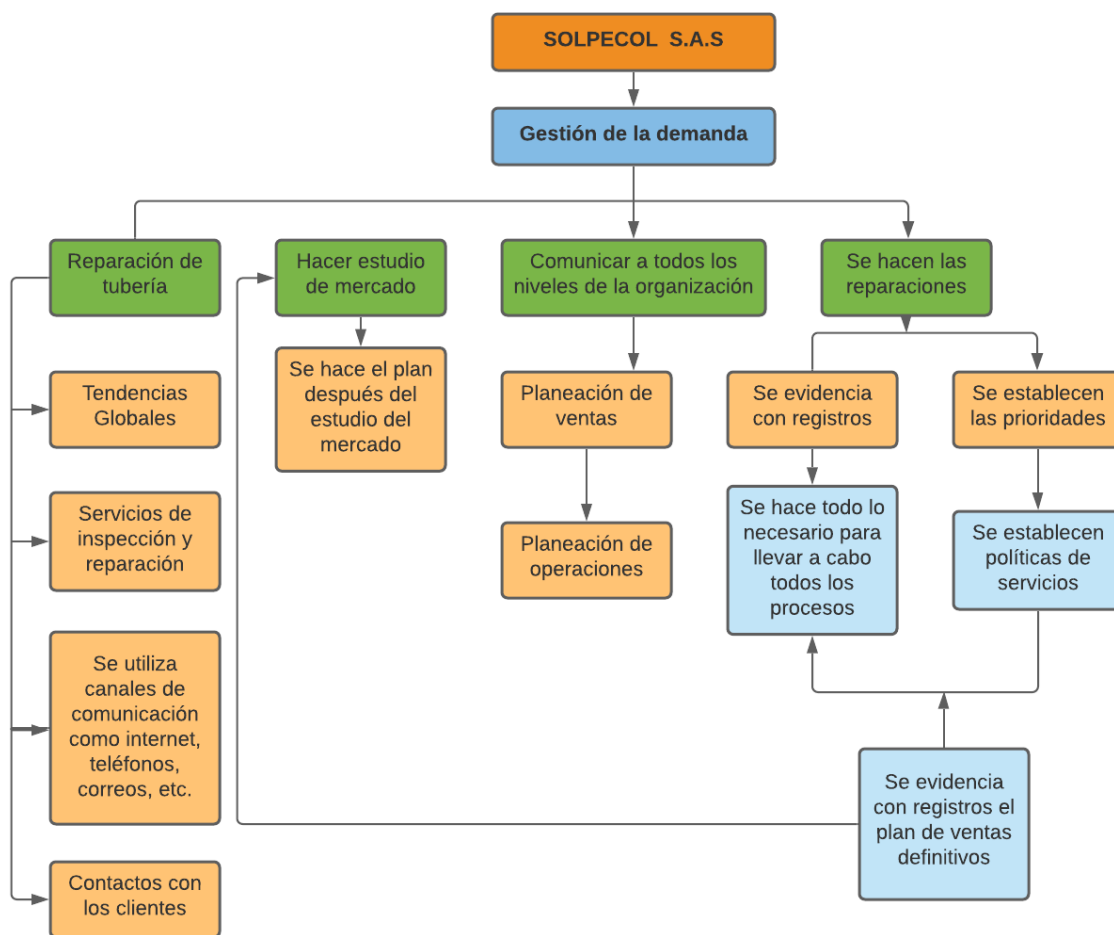 SOLPECOL  S.A.S
Gestión de la demanda
Reparación de
tubería
Hacer estudio
de mercado
Comunicar a todos los
niveles de la organización
Se hacen las
reparaciones
Tendencias
Globales
Se hace el plan
después del
estudio del
mercado
Planeación de
ventas
Se evidencia
con registros
Se establecen
las prioridades
Servicios de
inspección y
reparación
Planeación de
operaciones
Se hace todo lo
necesario para
llevar a cabo
todos los
procesos
Se establecen
políticas de
servicios
Se utiliza
canales de
comunicación
como internet,
teléfonos,
correos, etc.
Se evidencia
con registros el
plan de ventas
definitivos
Contactos con
los clientes